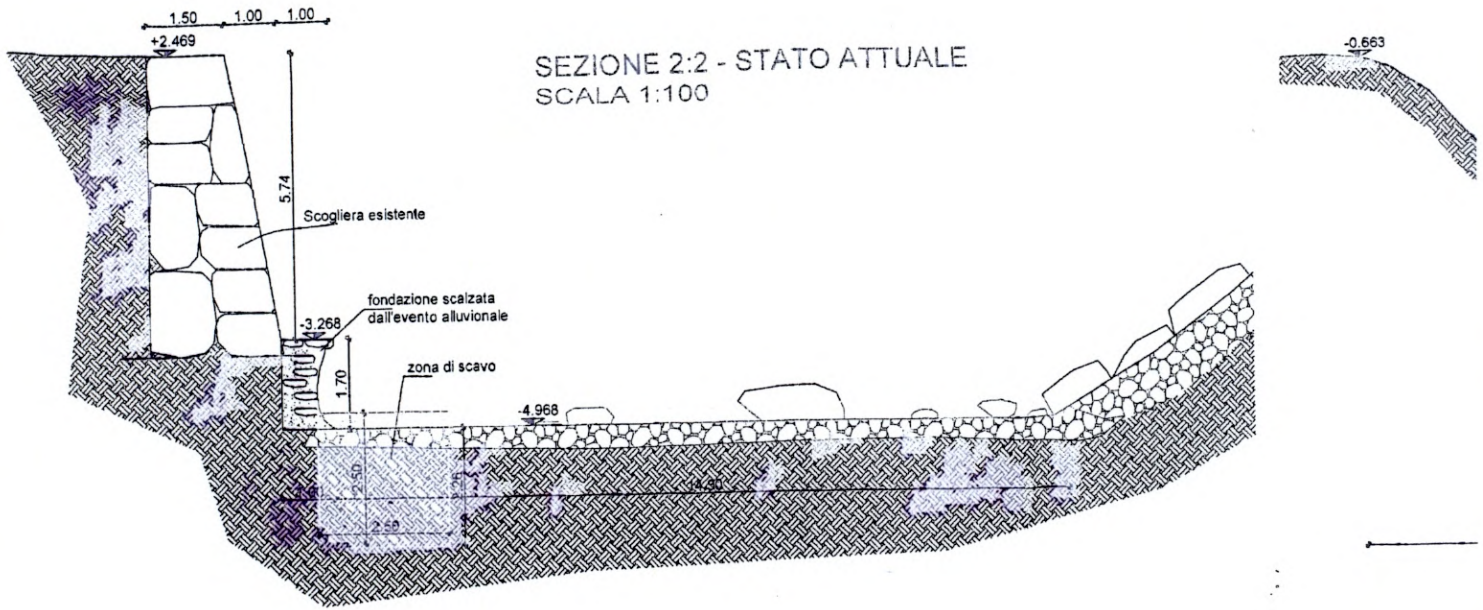 1.50 1.00 1.00
+2.469
SEZIONE 2:2 - STATO ATTUALE
SCALA 1:100
-0.663
5.74
Scogliera esistente
fondazione scalzata
dall'evento alluvionale
-3.268
1.70
zona di scavo
-4.968
2.50
14.90
2.50